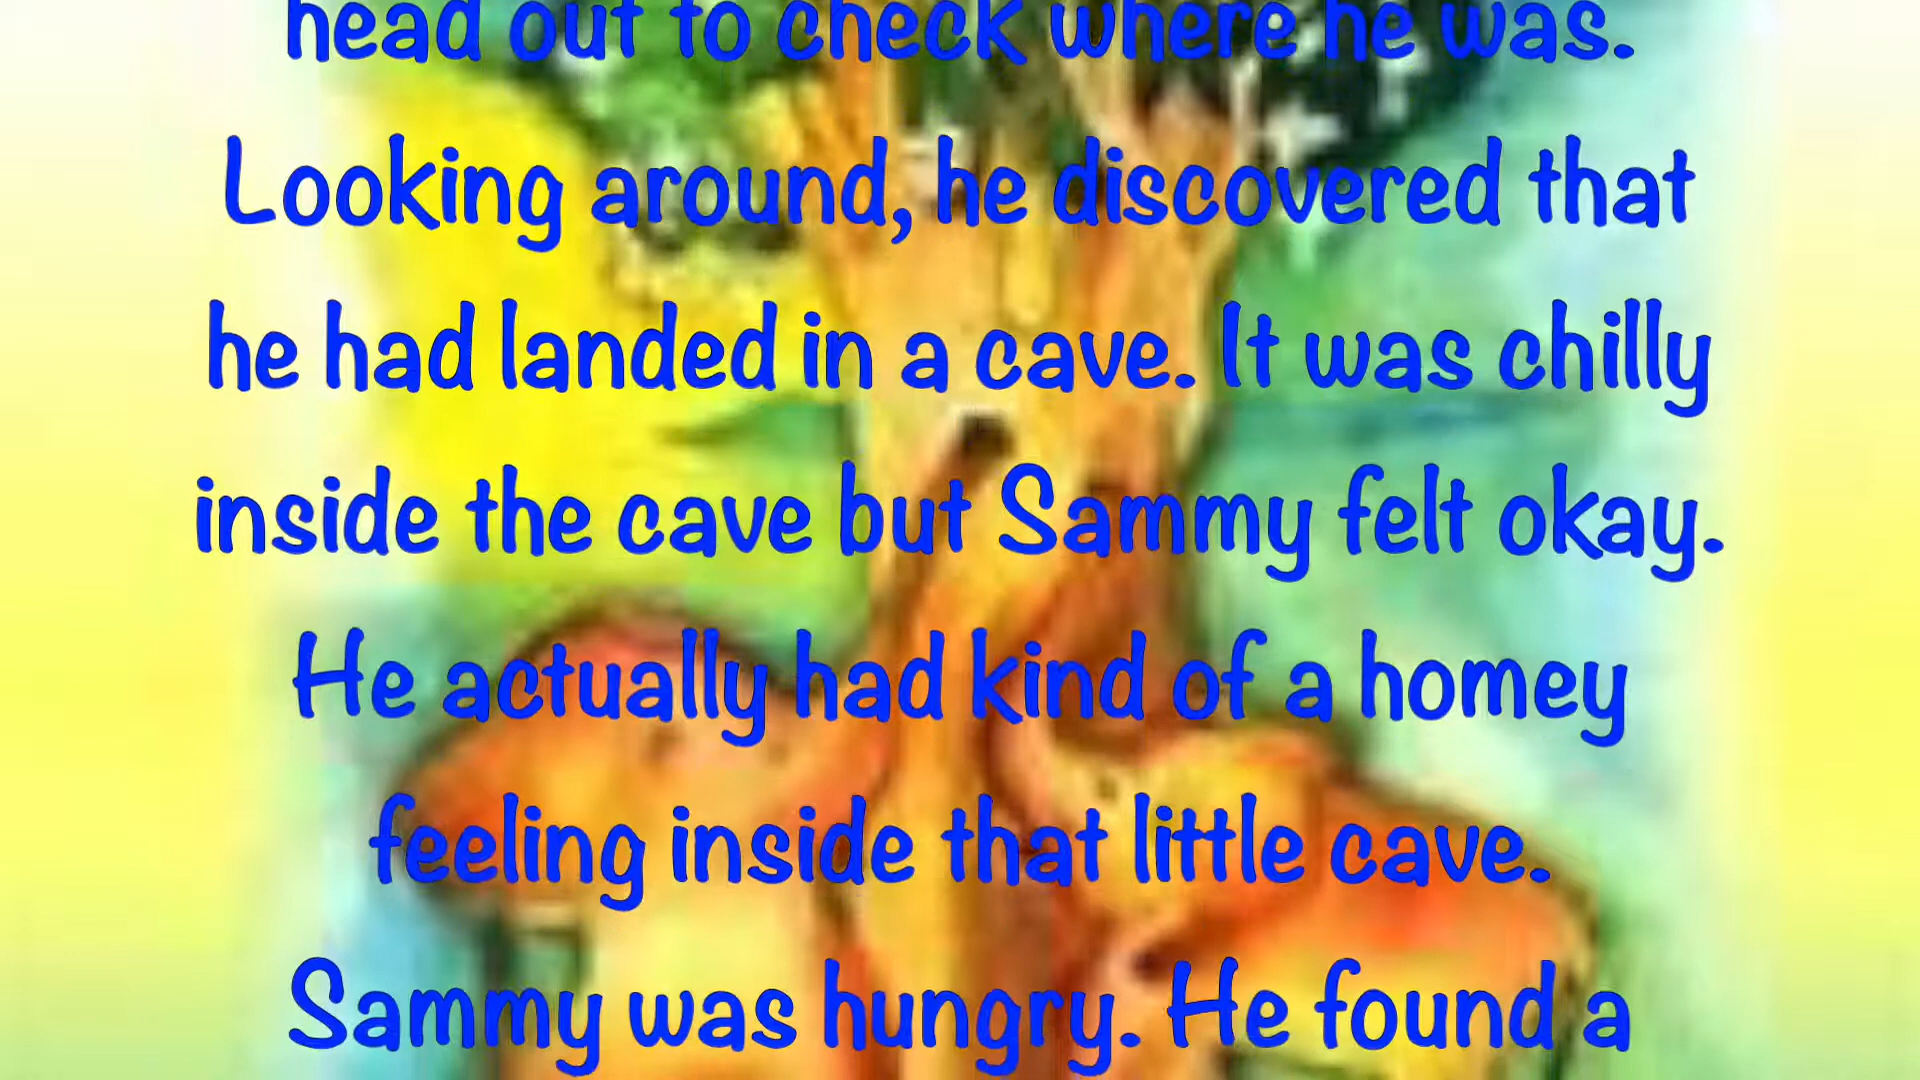 head out to check where he was.
Looking around, he discovered that
he had landed in a cave. It was chilly
inside the cave but Sammy felt okay.
He actually had kind of a homey
feeling inside that little cave.
Sammy was hungry. He found a